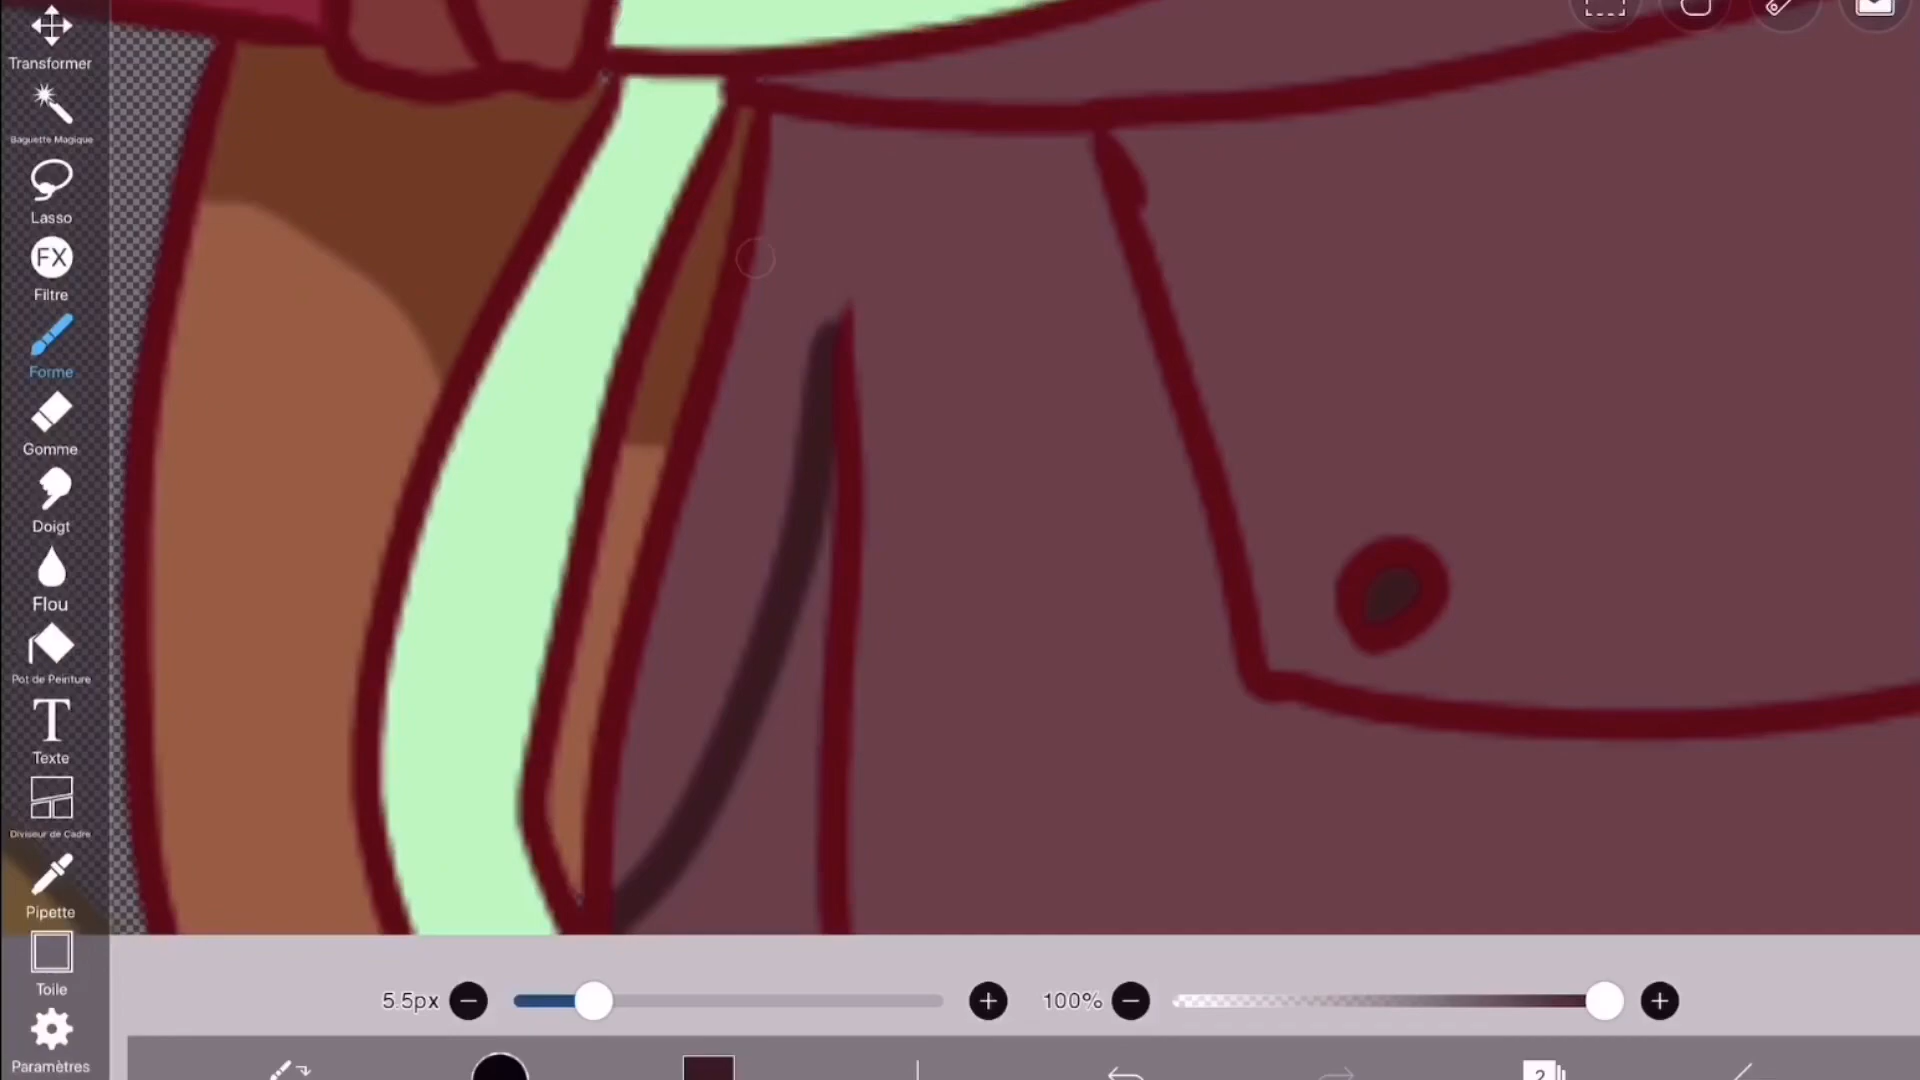 Transformer
Baguette Magique
Lasso
FX
Filtre
Forme
Gomme
Doigt
Flou
Pot de Peinture
T
Texte
Diviseur de Cadre
Pipette
Toile
Paramètres
5.5px
100%
2